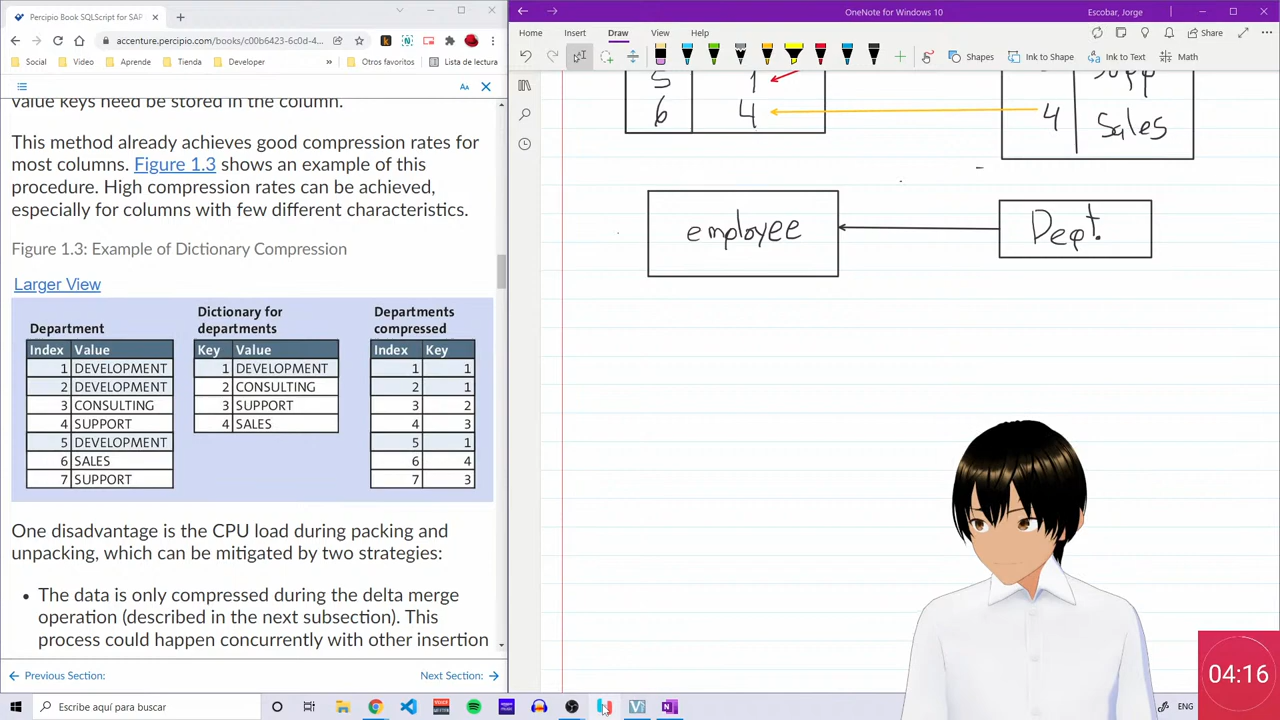 Percipio Book SQLScript for SAP
accenture.percipio.com/books/c00b6423-6c0d-4...
Social
Video
Aprende
Tienda
Developer
»
Otros favoritos
Lista de lectura
value keys need be stored in the column.
This method already achieves good compression rates for
most columns. Figure 1.3 shows an example of this
procedure. High compression rates can be achieved,
especially for columns with few different characteristics.
Figure 1.3: Example of Dictionary Compression
Larger View
Department
Index Value
1 DEVELOPMENT
2 DEVELOPMENT
3 CONSULTING
4 SUPPORT
5 DEVELOPMENT
6 SALES
7 SUPPORT
Dictionary for
departments
Key Value
1 DEVELOPMENT
2 CONSULTING
3 SUPPORT
4 SALES
Departments
compressed
Index Key
1 1
2 1
3 2
4 3
5 1
6 4
7 3
One disadvantage is the CPU load during packing and
unpacking, which can be mitigated by two strategies:
• The data is only compressed during the delta merge
operation (described in the next subsection). This
process could happen concurrently with other insertion
Previous Section:
Next Section:
OneNote for Windows 10
Escobar, Jorge
Home
Insert
Draw
View
Help
Share
Shapes
Ink to Shape
Ink to Text
Math
5 1
6 4
Supp
4 Sales
employee
Dept.
04:16
Escribe aquí para buscar
ENG